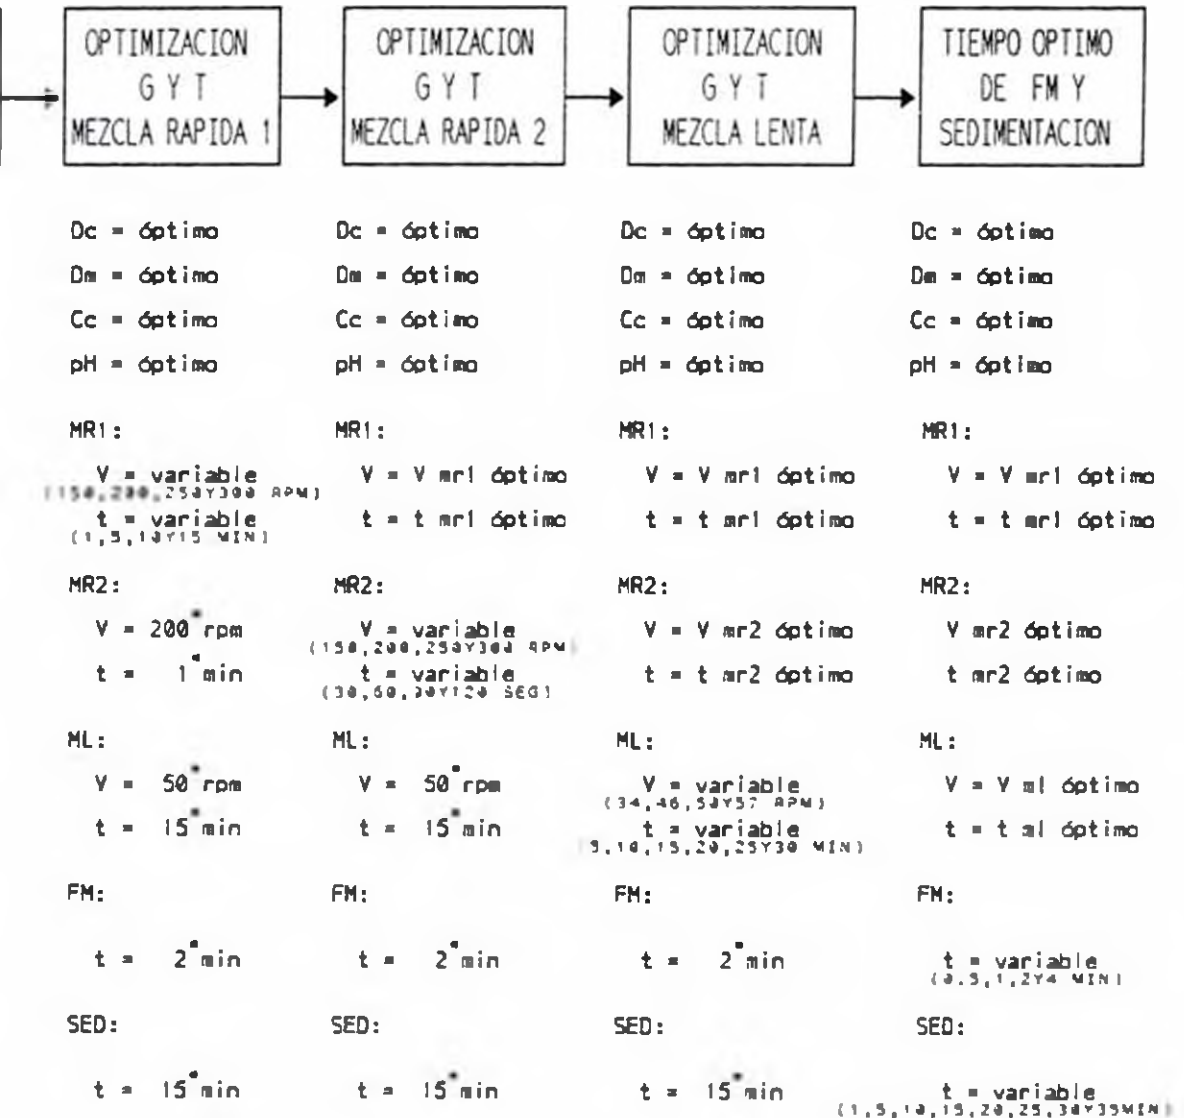 OPTIMIZACION
G Y T
MEZCLA RAPIDA 1
OPTIMIZACION
G Y T
MEZCLA RAPIDA 2
OPTIMIZACION
G Y T
MEZCLA LENTA
TIEMPO OPTIMO
DE FM Y
SEDIMENTACION
Dc = óptimo
Dm = óptimo
Cc = óptimo
pH = óptimo
MR1:
V = variable
(150,200,250Y300 RPM)
t = variable
(1,5,10Y15 MIN)
MR2:
V = 200* rpm
t = 1* min
ML:
V = 50* rpm
t = 15* min
FM:
t = 2* min
SED:
t = 15* min
Dc = óptimo
Dm = óptimo
Cc = óptimo
pH = óptimo
MR1:
V = V mr1 óptimo
t = t mr1 óptimo
MR2:
V = variable
(150,200,250Y300 RPM)
t = variable
(30,60,90Y120 SEG)
ML:
V = 50* rpm
t = 15* min
FM:
t = 2* min
SED:
t = 15* min
Dc = óptimo
Dm = óptimo
Cc = óptimo
pH = óptimo
MR1:
V = V mr1 óptimo
t = t mr1 óptimo
MR2:
V = V mr2 óptimo
t = t mr2 óptimo
ML:
V = variable
(34,46,50Y57 RPM)
t = variable
5,10,15,20,25Y30 MIN)
FM:
t = 2* min
SED:
t = 15* min
Dc = óptimo
Dm = óptimo
Cc = óptimo
pH = óptimo
MR1:
V = V mr1 óptimo
t = t mr1 óptimo
MR2:
V mr2 óptimo
t mr2 óptimo
ML:
V = V ml óptimo
t = t ml óptimo
FM:
t = variable
(0.5,1,2Y4 MIN)
SED:
t = variable
(1,5,10,15,20,25,30Y35MIN)